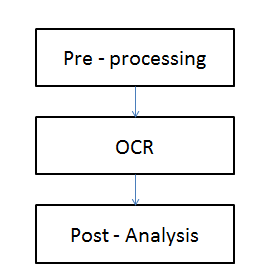 Pre - processing
OCR
Post - Analysis